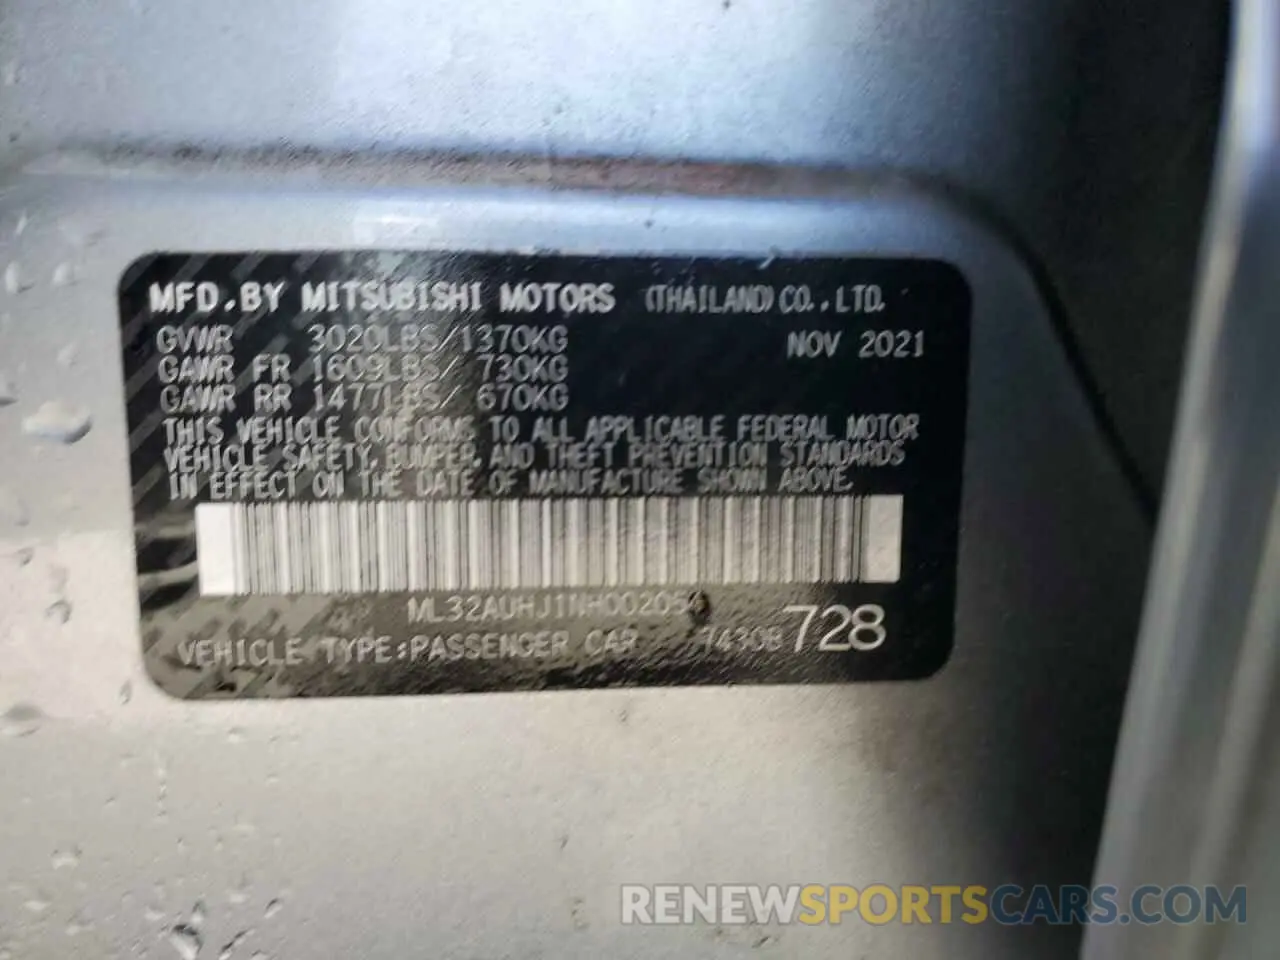 MFD. BY MITSUBISHI MOTORS (THAILAND) CO., LTD.
GVWR 3020LBS/1370KG NOV 2021
GAWR FR 1609LBS/ 730KG
GAWR RR 1477LBS/ 670KG
THIS VEHICLE CONFORMS TO ALL APPLICABLE FEDERAL MOTOR
VEHICLE SAFETY, BUMPER, AND THEFT PREVENTION STANDARDS
IN EFFECT ON THE DATE OF MANUFACTURE SHOWN ABOVE.
VEHICLE TYPE:PASSENGER CAR 74308 728
RENEWSPORTSCARS.COM